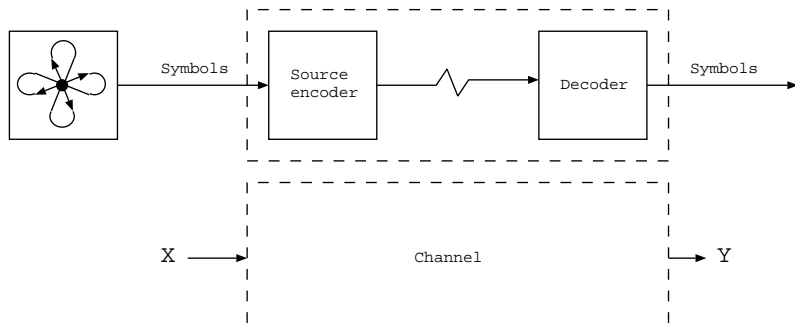 Symbols
Source
encoder
Decoder
Symbols
X
Channel
Y